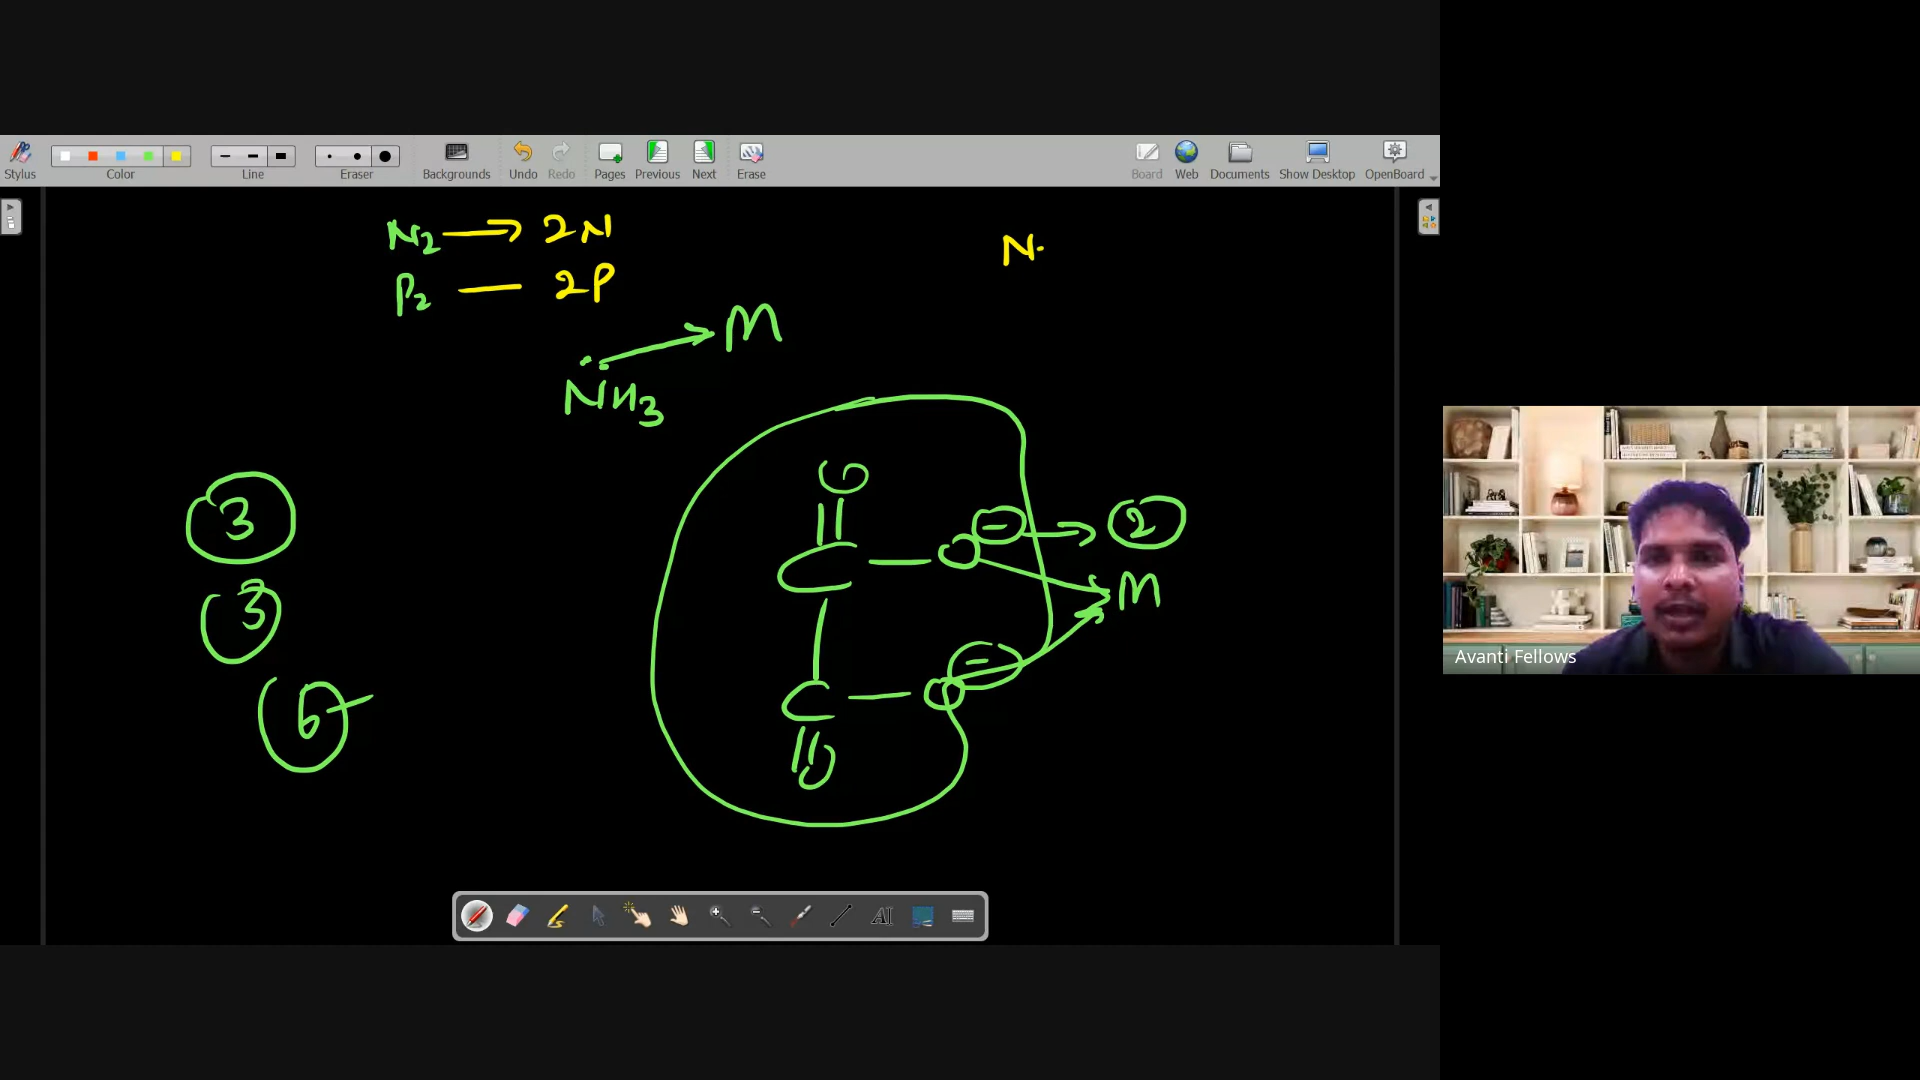 Stylus Color Line Eraser Backgrounds Undo Redo Pages Previous Next Erase Board Web Documents Show Desktop OpenBoard
N2 → 2N
N.
P2 — 2P
M
NH3
O
3
C — O - → 2
M
3
C — O -
6
O
AI
Avanti Fellows